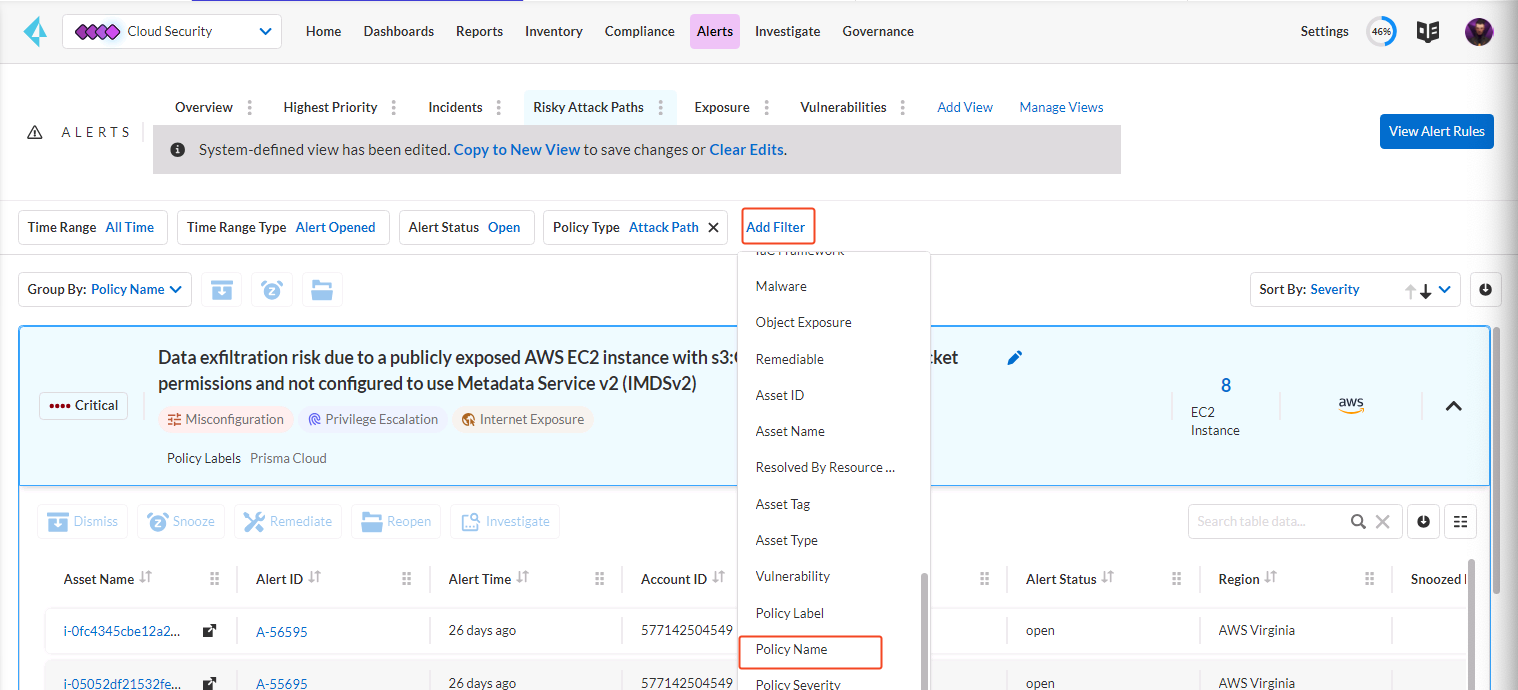 Cloud Security
Home
Dashboards
Reports
Inventory
Compliance
Alerts
Investigate
Governance
Settings
46%
ALERTS
Overview
Highest Priority
Incidents
Risky Attack Paths
Exposure
Vulnerabilities
Add View
Manage Views
System-defined view has been edited. Copy to New View to save changes or Clear Edits.
View Alert Rules
Time Range All Time
Time Range Type Alert Opened
Alert Status Open
Policy Type Attack Path
Add Filter
IaC Framework
Malware
Object Exposure
Remediable
Asset ID
Asset Name
Resolved By Resource ...
Asset Tag
Asset Type
Vulnerability
Policy Label
Policy Name
Policy Severity
Group By: Policy Name
Sort By: Severity
Critical
Data exfiltration risk due to a publicly exposed AWS EC2 instance with s3:
permissions and not configured to use Metadata Service v2 (IMDSv2)
Misconfiguration
Privilege Escalation
Internet Exposure
Policy Labels Prisma Cloud
8
EC2
Instance
aws
Dismiss
Snooze
Remediate
Reopen
Investigate
Search table data...
Asset Name
Alert ID
Alert Time
Account ID
Alert Status
Region
Snoozed
i-0fc4345cbe12a2...
A-56595
26 days ago
577142504549
open
AWS Virginia
i-05052df21532fe...
A-55695
26 days ago
577142504549
open
AWS Virginia